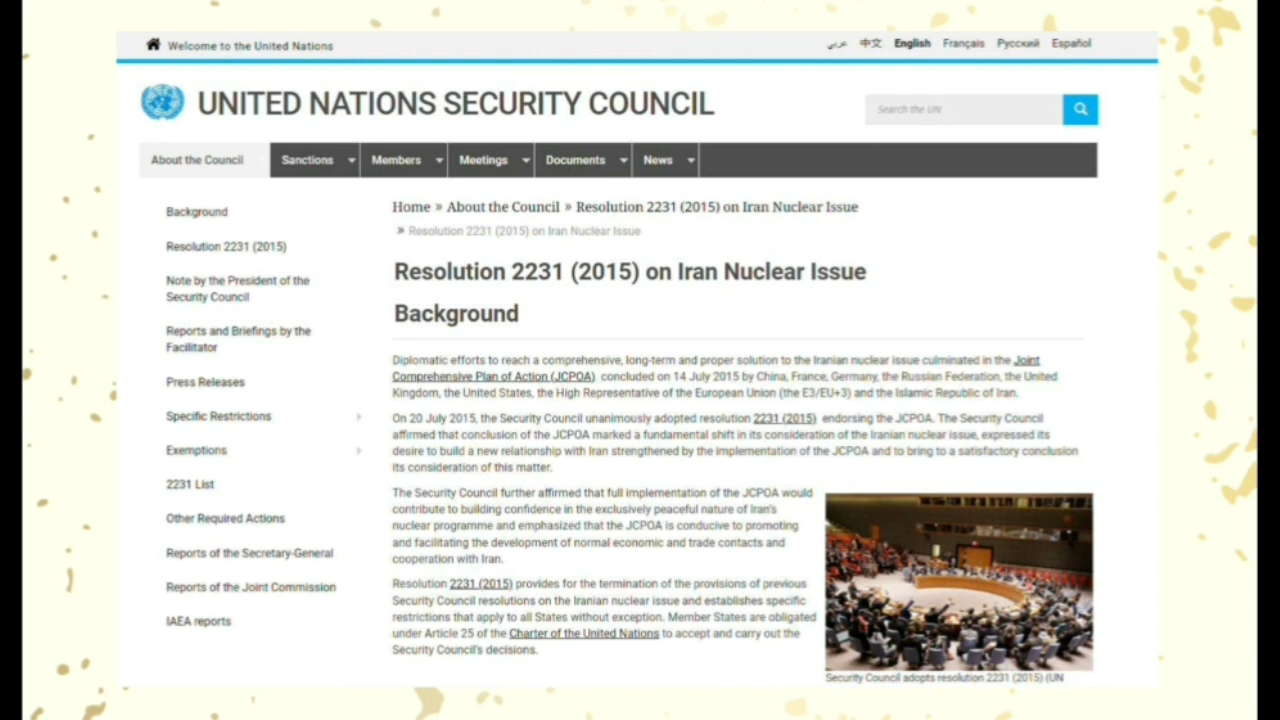 Welcome to the United Nations
عربي 中文 English Français Русский Español
UNITED NATIONS SECURITY COUNCIL
Search the UN
About the Council Sanctions Members Meetings Documents News
Background
Resolution 2231 (2015)
Note by the President of the
Security Council
Reports and Briefings by the
Facilitator
Press Releases
Specific Restrictions
Exemptions
2231 List
Other Required Actions
Reports of the Secretary-General
Reports of the Joint Commission
IAEA reports
Home » About the Council » Resolution 2231 (2015) on Iran Nuclear Issue
» Resolution 2231 (2015) on Iran Nuclear Issue
Resolution 2231 (2015) on Iran Nuclear Issue
Background
Diplomatic efforts to reach a comprehensive, long-term and proper solution to the Iranian nuclear issue culminated in the Joint
Comprehensive Plan of Action (JCPOA) concluded on 14 July 2015 by China, France, Germany, the Russian Federation, the United
Kingdom, the United States, the High Representative of the European Union (the E3/EU+3) and the Islamic Republic of Iran.
On 20 July 2015, the Security Council unanimously adopted resolution 2231 (2015) endorsing the JCPOA. The Security Council
affirmed that conclusion of the JCPOA marked a fundamental shift in its consideration of the Iranian nuclear issue, expressed its
desire to build a new relationship with Iran strengthened by the implementation of the JCPOA and to bring to a satisfactory conclusion
its consideration of this matter.
The Security Council further affirmed that full implementation of the JCPOA would
contribute to building confidence in the exclusively peaceful nature of Iran's
nuclear programme and emphasized that the JCPOA is conducive to promoting
and facilitating the development of normal economic and trade contacts and
cooperation with Iran.
Resolution 2231 (2015) provides for the termination of the provisions of previous
Security Council resolutions on the Iranian nuclear issue and establishes specific
restrictions that apply to all States without exception. Member States are obligated
under Article 25 of the Charter of the United Nations to accept and carry out the
Security Council's decisions.
Security Council adopts resolution 2231 (2015) (UN